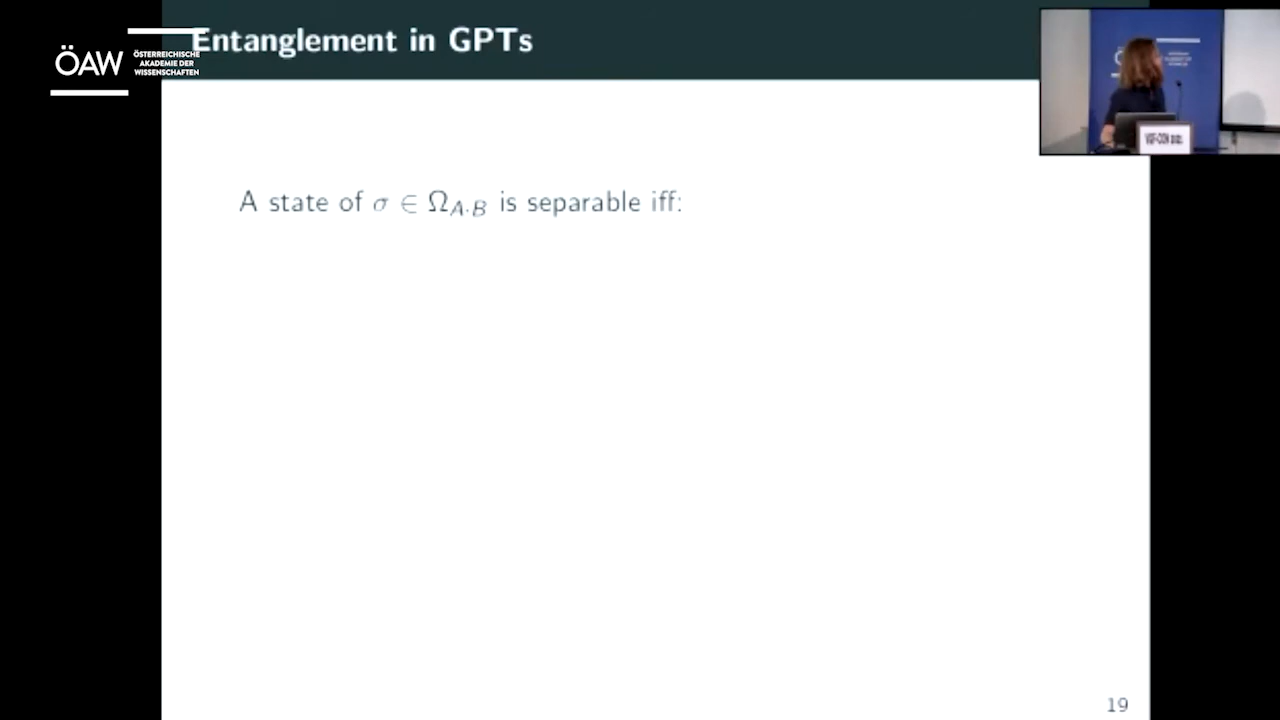 Entanglement in GPTs
ÖAW
ÖSTERREICHISCHE
AKADEMIE DER
WISSENSCHAFTEN
A state of σ ∈ Ω_{A·B} is separable iff:
19